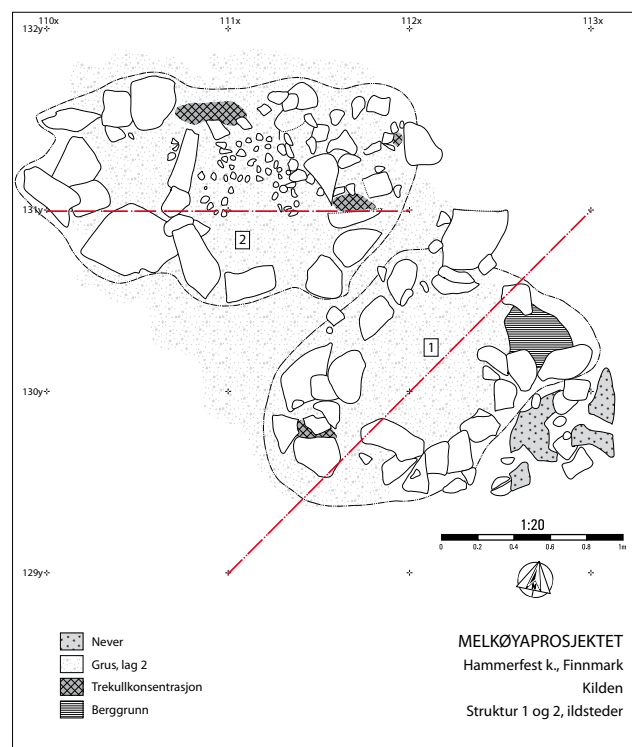 110x 111x 112x 113x
132y
131y
2
1
130y
1:20
0 0.2 0.4 0.6 0.8 1m
N
129y
Never
Grus, lag 2
Trekullkonsentrasjon
Berggrunn
MELKØYAPROSJEKTET
Hammerfest k., Finnmark
Kilden
Struktur 1 og 2, ildsteder